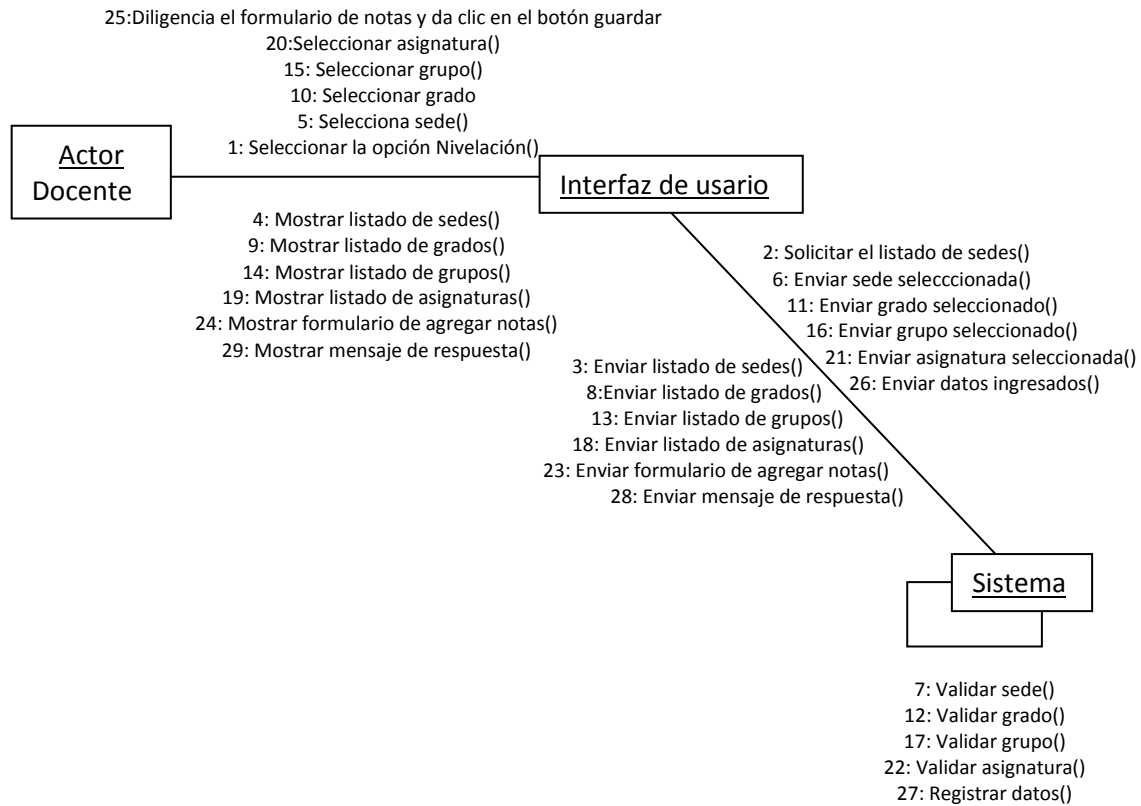 25:Diligencia el formulario de notas y da clic en el botón guardar
20:Seleccionar asignatura()
15: Seleccionar grupo()
10: Seleccionar grado
5: Selecciona sede()
1: Seleccionar la opción Nivelación()
Actor
Docente
Interfaz de usario
4: Mostrar listado de sedes()
9: Mostrar listado de grados()
14: Mostrar listado de grupos()
19: Mostrar listado de asignaturas()
24: Mostrar formulario de agregar notas()
29: Mostrar mensaje de respuesta()
2: Solicitar el listado de sedes()
6: Enviar sede selecccionada()
11: Enviar grado seleccionado()
16: Enviar grupo seleccionado()
21: Enviar asignatura seleccionada()
26: Enviar datos ingresados()
3: Enviar listado de sedes()
8:Enviar listado de grados()
13: Enviar listado de grupos()
18: Enviar listado de asignaturas()
23: Enviar formulario de agregar notas()
28: Enviar mensaje de respuesta()
Sistema
7: Validar sede()
12: Validar grado()
17: Validar grupo()
22: Validar asignatura()
27: Registrar datos()